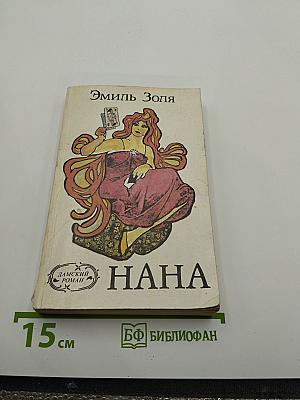 Эмиль Золя
ДАМСКИЙ
РОМАН
НАНА
15 см
БФ БИБЛИОФАН